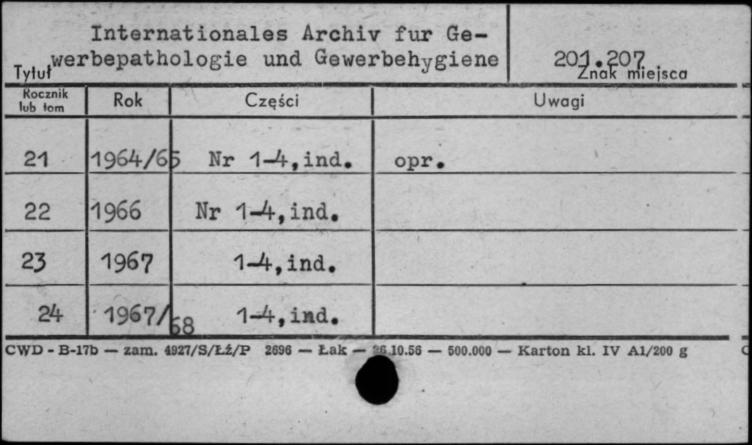 Internationales Archiv fur Ge-
werbepathologie und Gewerbehygiene
201.207
Tytuł
Znak miejsca
Rocznik lub tom Rok Części Uwagi
21 1964/65 Nr 1-4,ind. opr.
22 1966 Nr 1-4,ind.
23 1967 1-4,ind.
24 1967/68 1-4,ind.
CWD - B-17b — zam. 4927/S/Łź/P 2696 — Łak — 26.10.56 — 500.000 — Karton kl. IV A1/200 g